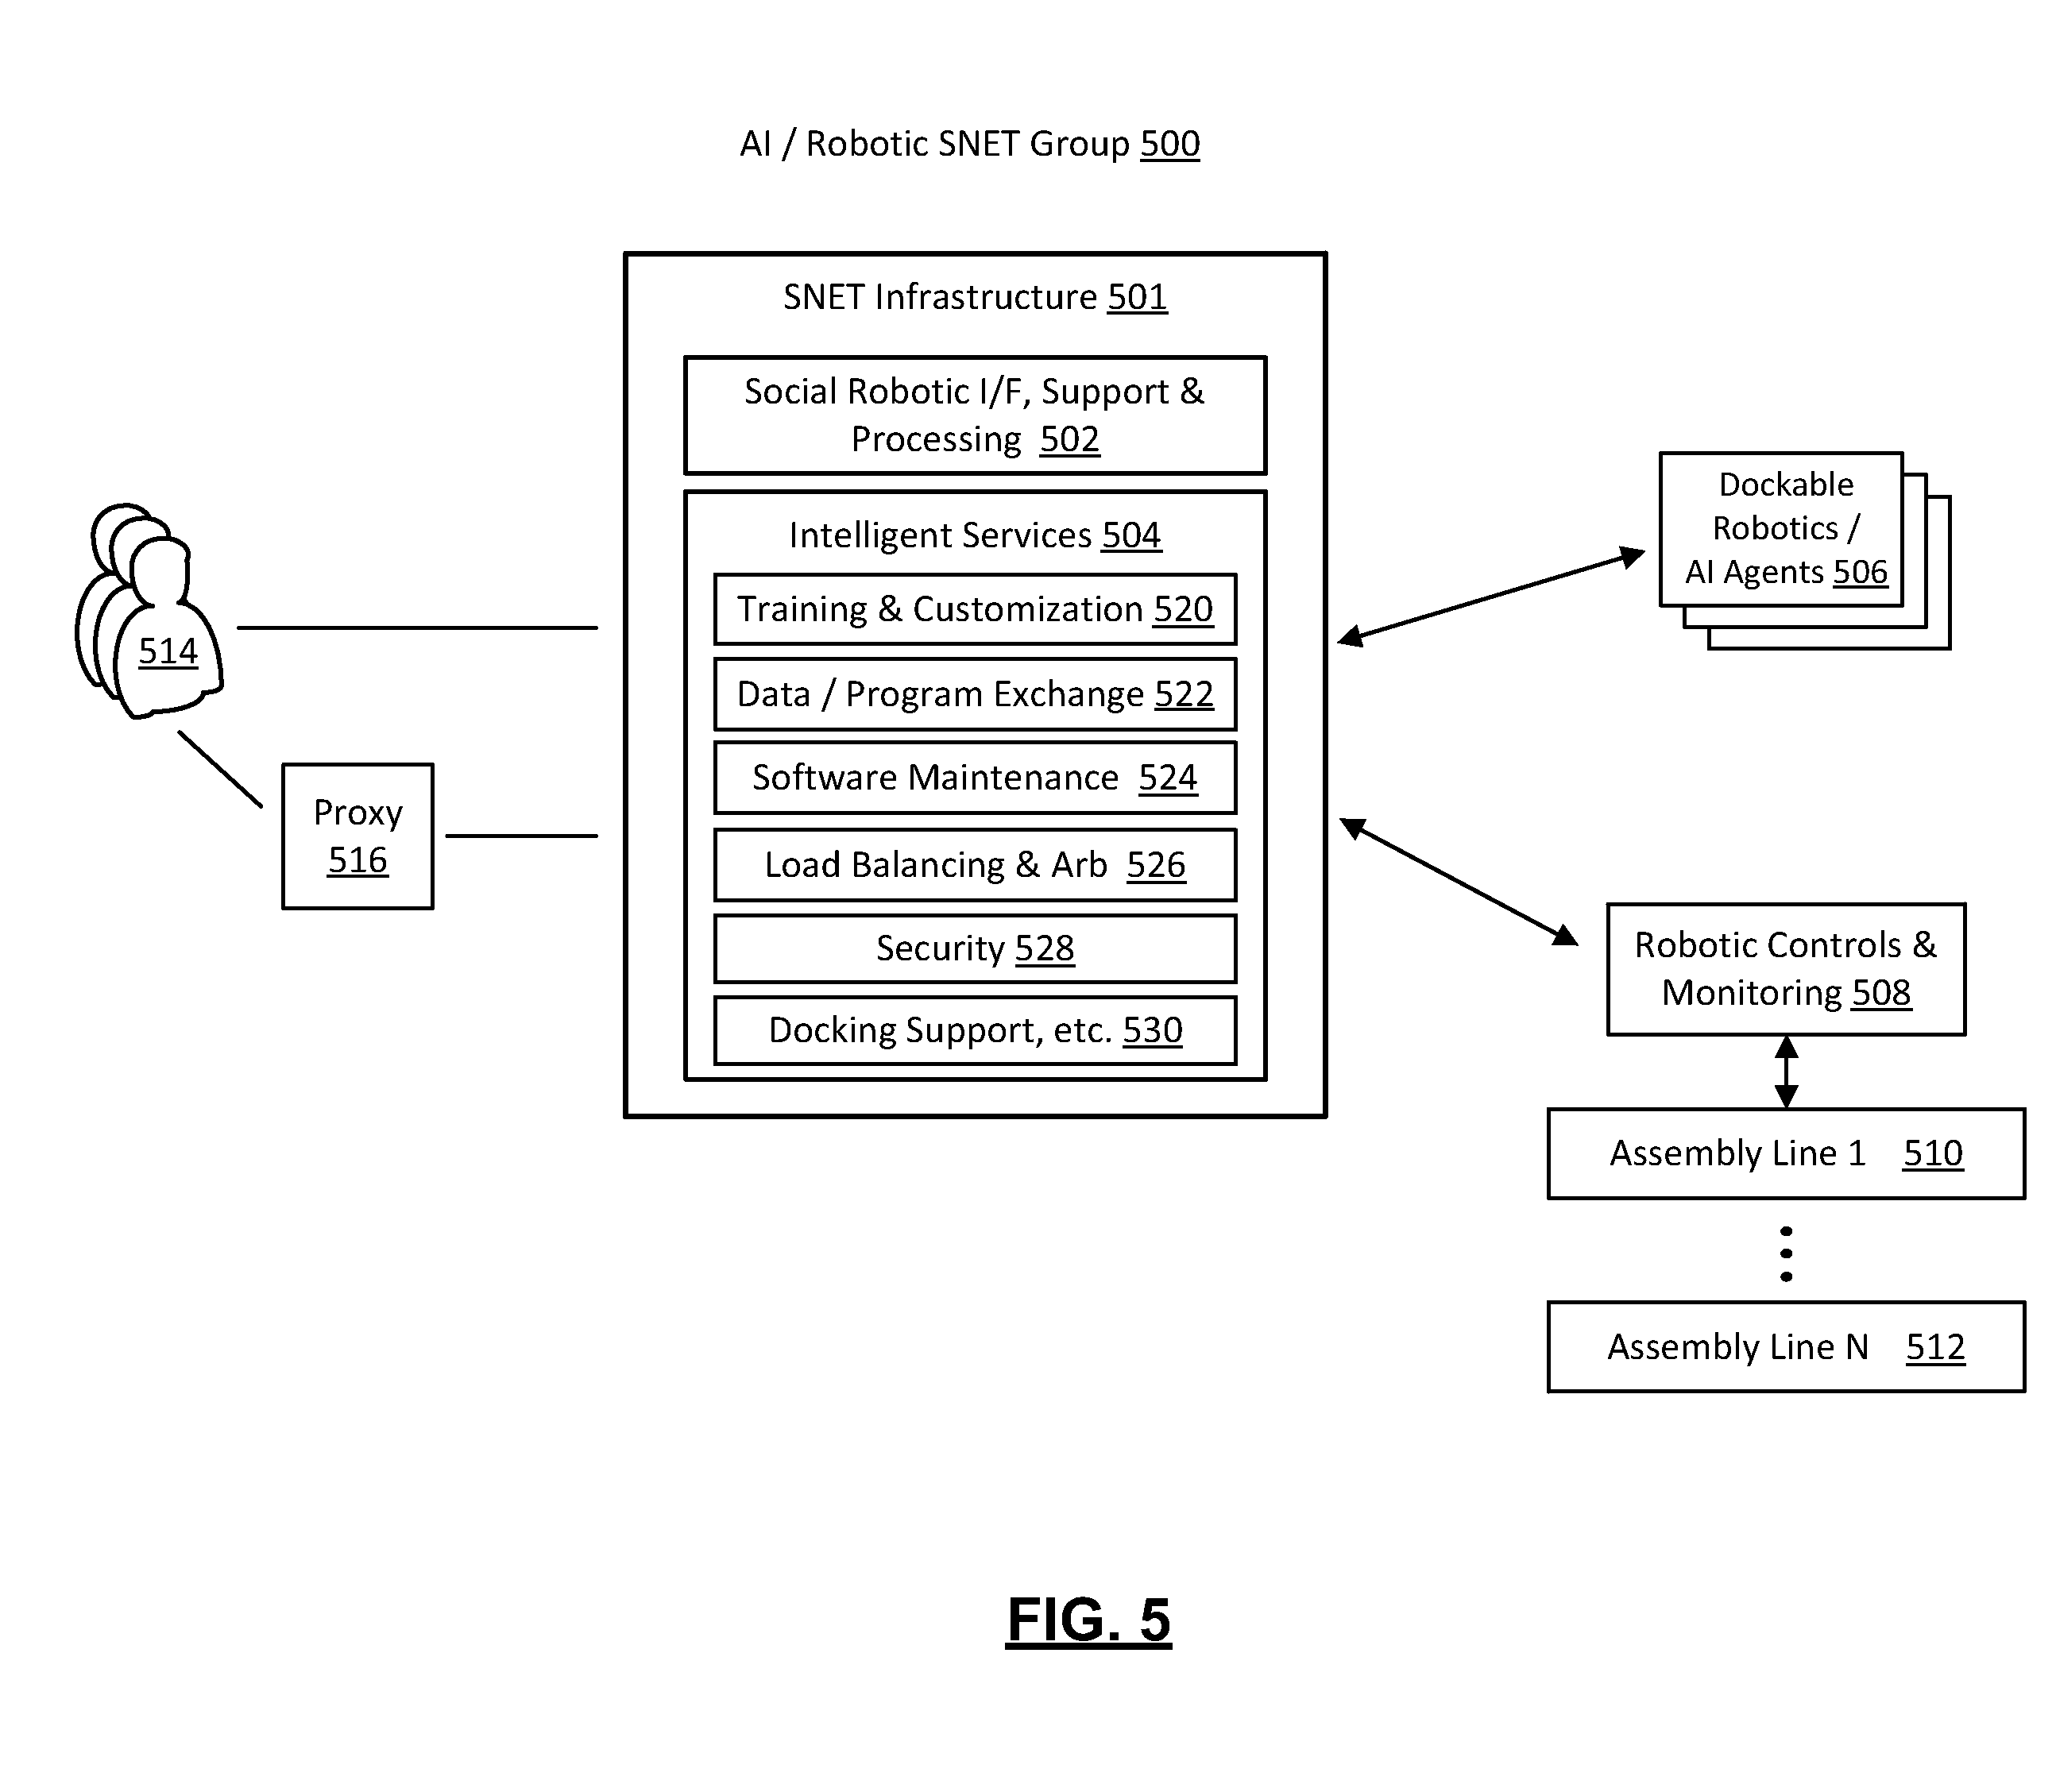 AI / Robotic SNET Group 500
SNET Infrastructure 501
Social Robotic I/F, Support &
Processing 502
Intelligent Services 504
Training & Customization 520
Data / Program Exchange 522
Software Maintenance 524
Load Balancing & Arb 526
Security 528
Docking Support, etc. 530
514
Proxy
516
Dockable
Robotics /
AI Agents 506
Robotic Controls &
Monitoring 508
Assembly Line 1 510
Assembly Line N 512
FIG. 5